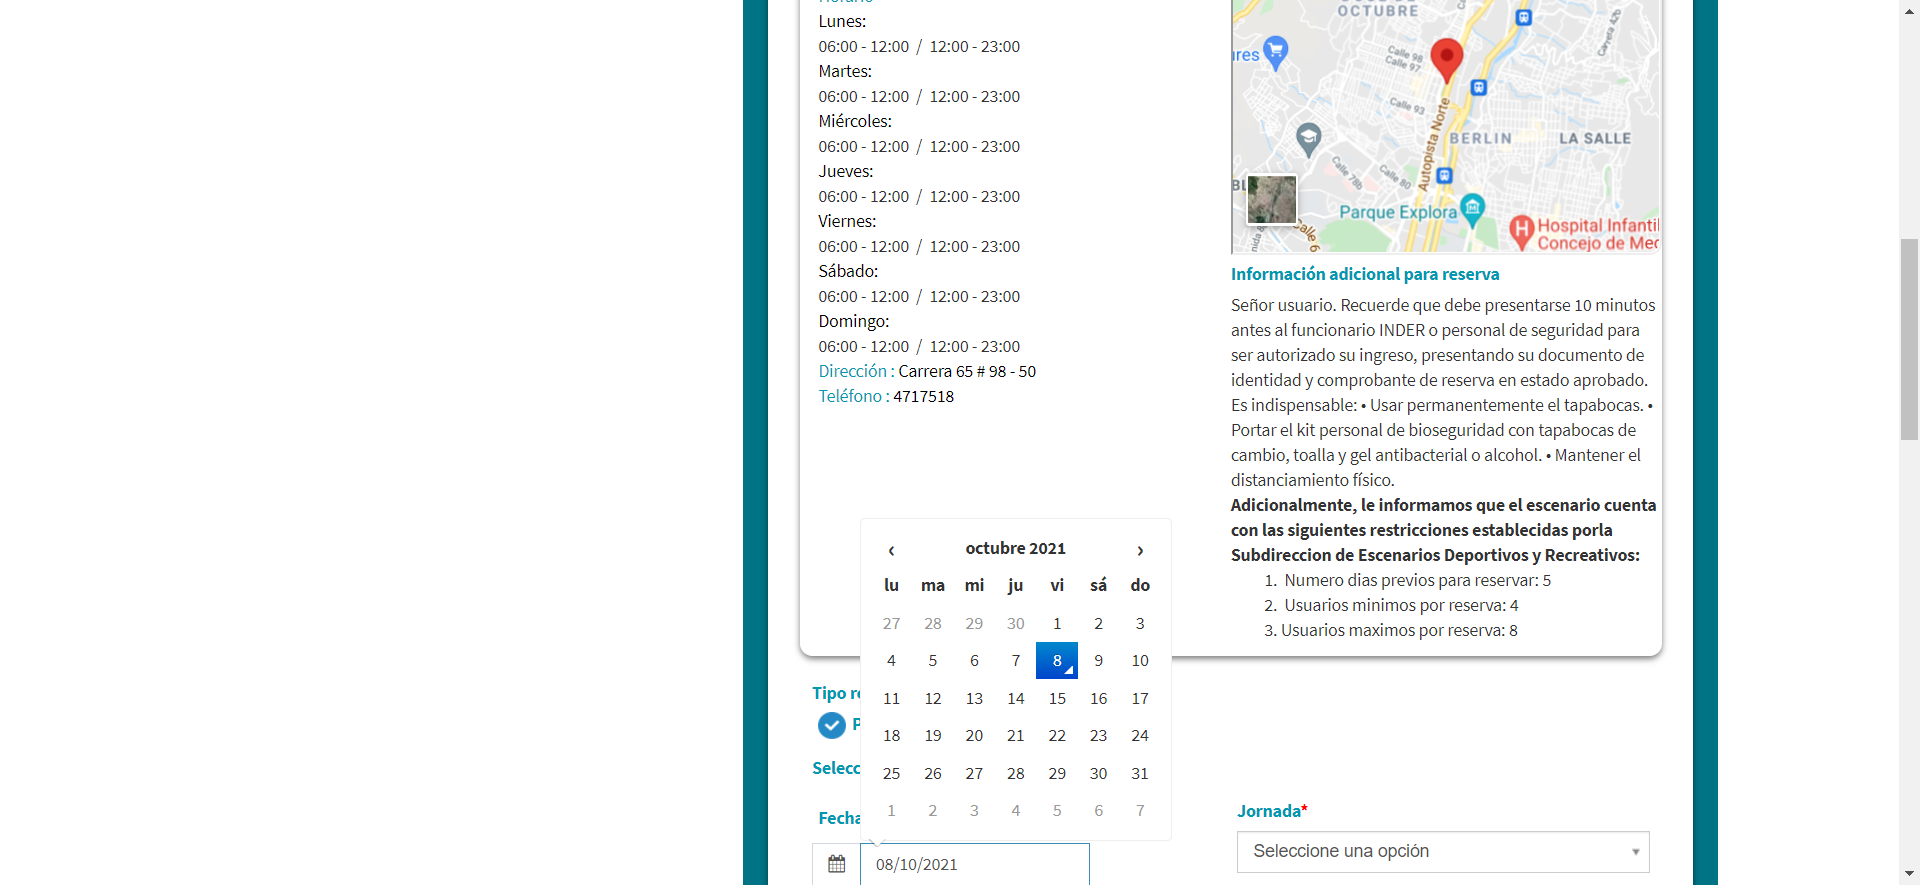 Horario
Lunes:
06:00 - 12:00 / 12:00 - 23:00
Martes:
06:00 - 12:00 / 12:00 - 23:00
Miércoles:
06:00 - 12:00 / 12:00 - 23:00
Jueves:
06:00 - 12:00 / 12:00 - 23:00
Viernes:
06:00 - 12:00 / 12:00 - 23:00
Sábado:
06:00 - 12:00 / 12:00 - 23:00
Domingo:
06:00 - 12:00 / 12:00 - 23:00
Dirección : Carrera 65 # 98 - 50
Teléfono : 4717518
OCTUBRE
Carrera 42b
ures
Calle 98
Calle 97
Calle 93
Autopista Norte
BERLIN
LA SALLE
Calle 78b
Calle 80
BL
Parque Explora
Hospital Infantil
Concejo de Med
Información adicional para reserva
Señor usuario. Recuerde que debe presentarse 10 minutos
antes al funcionario INDER o personal de seguridad para
ser autorizado su ingreso, presentando su documento de
identidad y comprobante de reserva en estado aprobado.
Es indispensable: • Usar permanentemente el tapabocas. •
Portar el kit personal de bioseguridad con tapabocas de
cambio, toalla y gel antibacterial o alcohol. • Mantener el
distanciamiento físico.
Adicionalmente, le informamos que el escenario cuenta
con las siguientes restricciones establecidas porla
Subdireccion de Escenarios Deportivos y Recreativos:
1. Numero dias previos para reservar: 5
2. Usuarios minimos por reserva: 4
3. Usuarios maximos por reserva: 8
‹ octubre 2021 ›
lu ma mi ju vi sá do
27 28 29 30 1 2 3
4 5 6 7 8 9 10
11 12 13 14 15 16 17
18 19 20 21 22 23 24
25 26 27 28 29 30 31
1 2 3 4 5 6 7
Tipo re
P
Selecc
Fecha
08/10/2021
Jornada*
Seleccione una opción